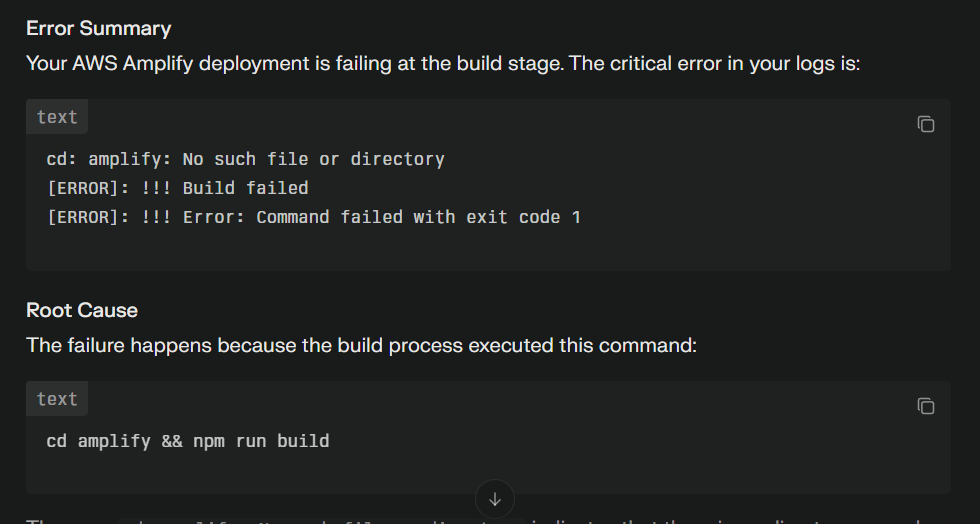 Error Summary
Your AWS Amplify deployment is failing at the build stage. The critical error in your logs is:
text
cd: amplify: No such file or directory
[ERROR]: !!! Build failed
[ERROR]: !!! Error: Command failed with exit code 1
Root Cause
The failure happens because the build process executed this command:
text
cd amplify && npm run build